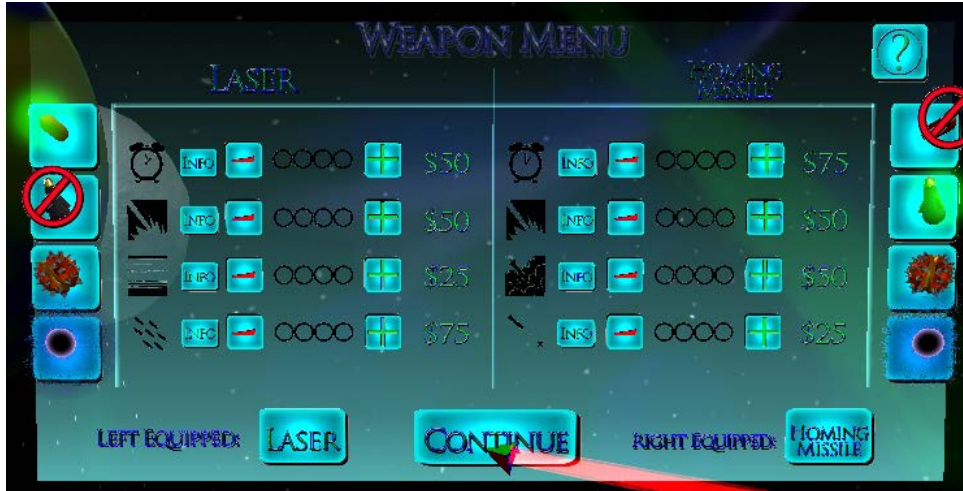 WEAPON MENU
?
LASER
HOMING
MISSILE
INFO $50 INFO $75
INFO $50 INFO $50
INFO $25 INFO $50
INFO $75 INFO $25
LEFT EQUIPPED: LASER CONTINUE RIGHT EQUIPPED: HOMING
MISSILE